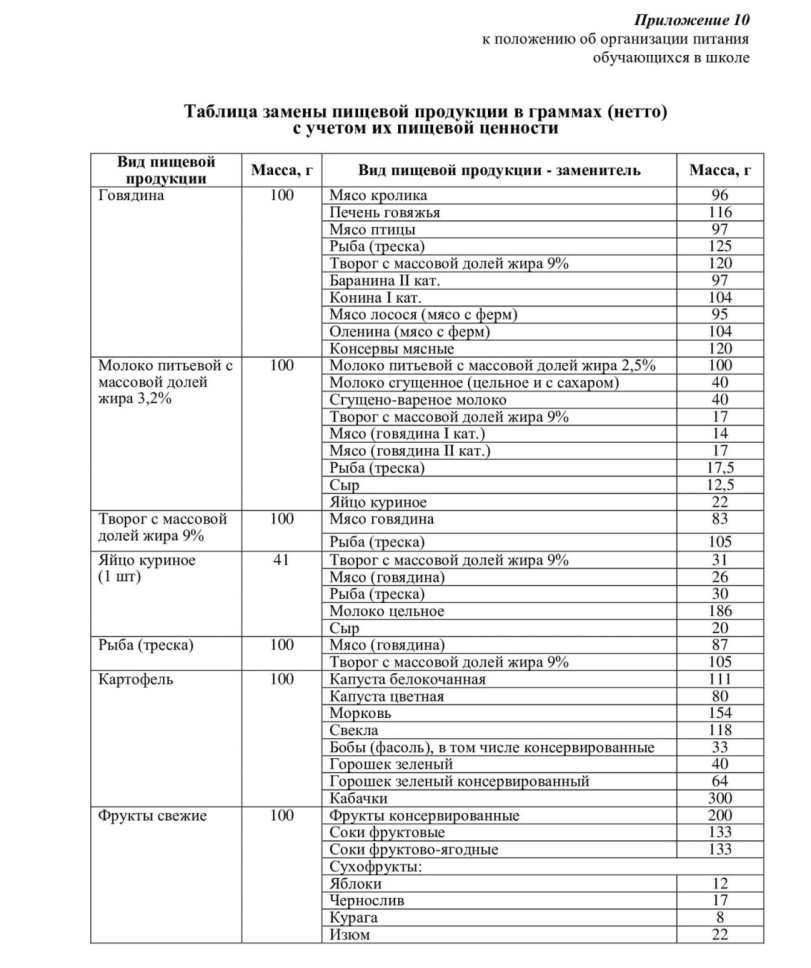 Приложение 10
к положению об организации питания
обучающихся в школе
Таблица замены пищевой продукции в граммах (нетто)
с учетом их пищевой ценности
Вид пищевой продукции Масса, г Вид пищевой продукции - заменитель Масса, г
Говядина 100 Мясо кролика 96
Печень говяжья 116
Мясо птицы 97
Рыба (треска) 125
Творог с массовой долей жира 9% 120
Баранина II кат. 97
Конина I кат. 104
Мясо лосося (мясо с ферм) 95
Оленина (мясо с ферм) 104
Консервы мясные 120
Молоко питьевой с массовой долей жира 3,2% 100 Молоко питьевой с массовой долей жира 2,5% 100
Молоко сгущенное (цельное и с сахаром) 40
Сгущено-вареное молоко 40
Творог с массовой долей жира 9% 17
Мясо (говядина I кат.) 14
Мясо (говядина II кат.) 17
Рыба (треска) 17,5
Сыр 12,5
Яйцо куриное 22
Творог с массовой долей жира 9% 100 Мясо говядина 83
Рыба (треска) 105
Яйцо куриное (1 шт) 41 Творог с массовой долей жира 9% 31
Мясо (говядина) 26
Рыба (треска) 30
Молоко цельное 186
Сыр 20
Рыба (треска) 100 Мясо (говядина) 87
Творог с массовой долей жира 9% 105
Картофель 100 Капуста белокочанная 111
Капуста цветная 80
Морковь 154
Свекла 118
Бобы (фасоль), в том числе консервированные 33
Горошек зеленый 40
Горошек зеленый консервированный 64
Кабачки 300
Фрукты свежие 100 Фрукты консервированные 200
Соки фруктовые 133
Соки фруктово-ягодные 133
Сухофрукты:
Яблоки 12
Чернослив 17
Курага 8
Изюм 22